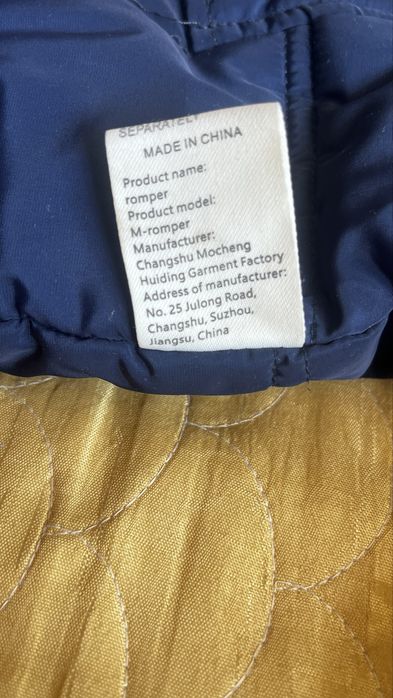 SEPARATELY
MADE IN CHINA
Product name:
romper
Product model:
M-romper
Manufacturer:
Changshu Mocheng
Huiding Garment Factory
Address of manufacturer:
No. 25 Julong Road,
Changshu, Suzhou,
Jiangsu, China